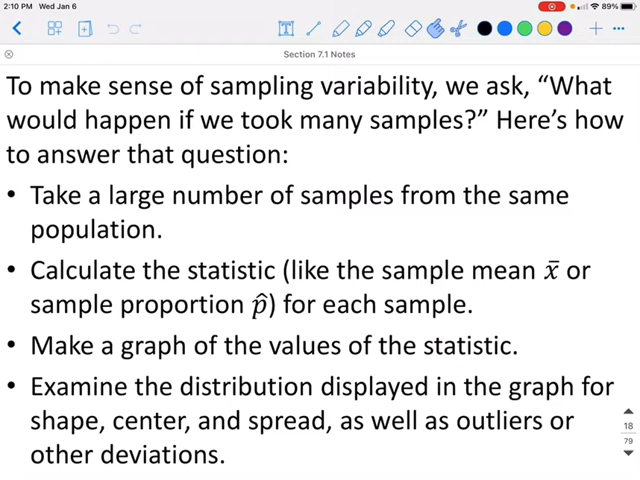 2:10 PM Wed Jan 6
89%
Section 7.1 Notes
To make sense of sampling variability, we ask, “What
would happen if we took many samples?” Here’s how
to answer that question:
• Take a large number of samples from the same
population.
• Calculate the statistic (like the sample mean x̄ or
sample proportion p̂) for each sample.
• Make a graph of the values of the statistic.
• Examine the distribution displayed in the graph for
shape, center, and spread, as well as outliers or
other deviations.
18
79